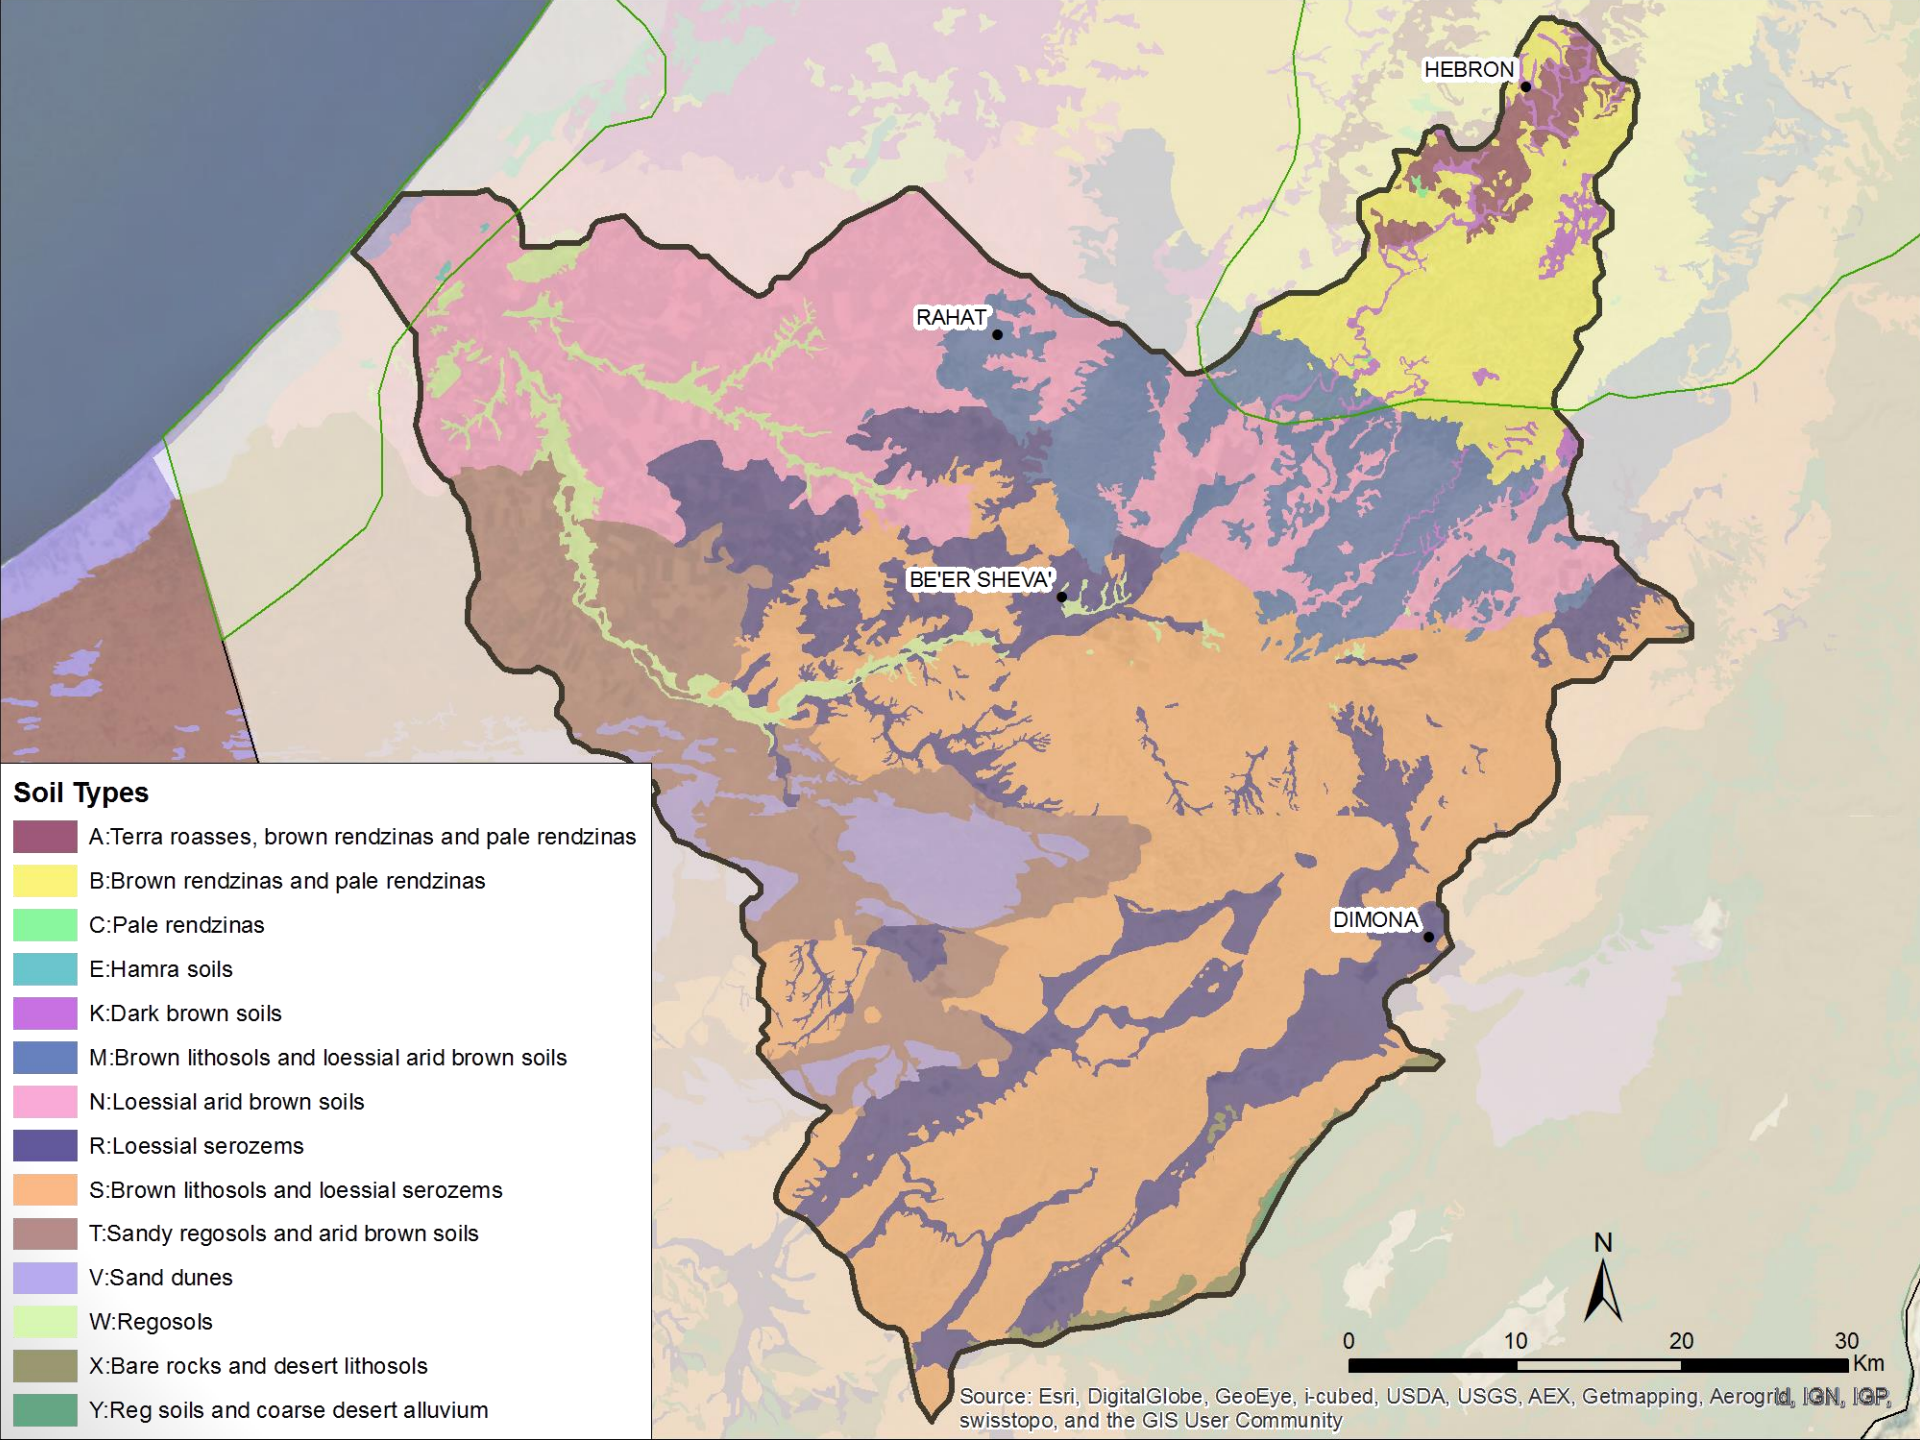 HEBRON
RAHAT
BE'ER SHEVA'
DIMONA
Soil Types
A:Terra roasses, brown rendzinas and pale rendzinas
B:Brown rendzinas and pale rendzinas
C:Pale rendzinas
E:Hamra soils
K:Dark brown soils
M:Brown lithosols and loessial arid brown soils
N:Loessial arid brown soils
R:Loessial serozems
S:Brown lithosols and loessial serozems
T:Sandy regosols and arid brown soils
V:Sand dunes
W:Regosols
X:Bare rocks and desert lithosols
Y:Reg soils and coarse desert alluvium
N
0 10 20 30
Km
Source: Esri, DigitalGlobe, GeoEye, i-cubed, USDA, USGS, AEX, Getmapping, Aerogrid, IGN, IGP,
swisstopo, and the GIS User Community